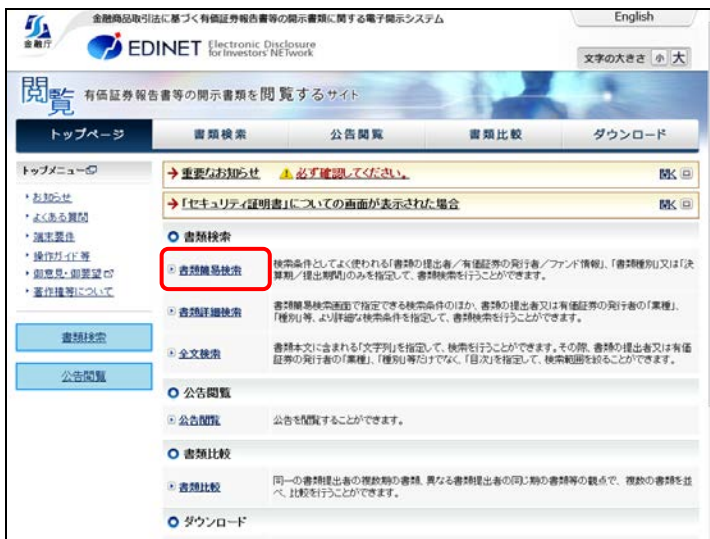 金融商品取引法に基づく有価証券報告書等の開示書類に関する電子開示システム
English
金融庁
EDINET Electronic Disclosure for Investors' NETwork
文字の大きさ 小 大
閲覧 有価証券報告書等の開示書類を閲覧するサイト
トップページ 書類検索 公告閲覧 書類比較 ダウンロード
トップメニュー
お知らせ
よくある質問
端末要件
操作ガイド等
御意見・御要望
著作権等について
書類検索
公告閲覧
重要なお知らせ 必ず確認してください。 開く
「セキュリティ証明書」についての画面が表示された場合 開く
書類検索
書類簡易検索
検索条件としてよく使われる「書類の提出者/有価証券の発行者/ファンド情報」、「書類種別」又は「決
算期/提出期間」のみを指定して、書類検索を行うことができます。
書類詳細検索
書類簡易検索画面で指定できる検索条件のほか、書類の提出者又は有価証券の発行者の「業種」、
「種別」等、より詳細な検索条件を指定して、書類検索を行うことができます。
全文検索
書類本文に含まれる「文字列」を指定して、検索を行うことができます。その際、書類の提出者又は有価
証券の発行者の「業種」、「種別」等だけでなく、「目次」を指定して、検索範囲を絞ることができます。
公告閲覧
公告閲覧 公告を閲覧することができます。
書類比較
書類比較
同一の書類提出者の複数期の書類、異なる書類提出者の同じ期の書類等の観点で、複数の書類を並
べ、比較を行うことができます。
ダウンロード